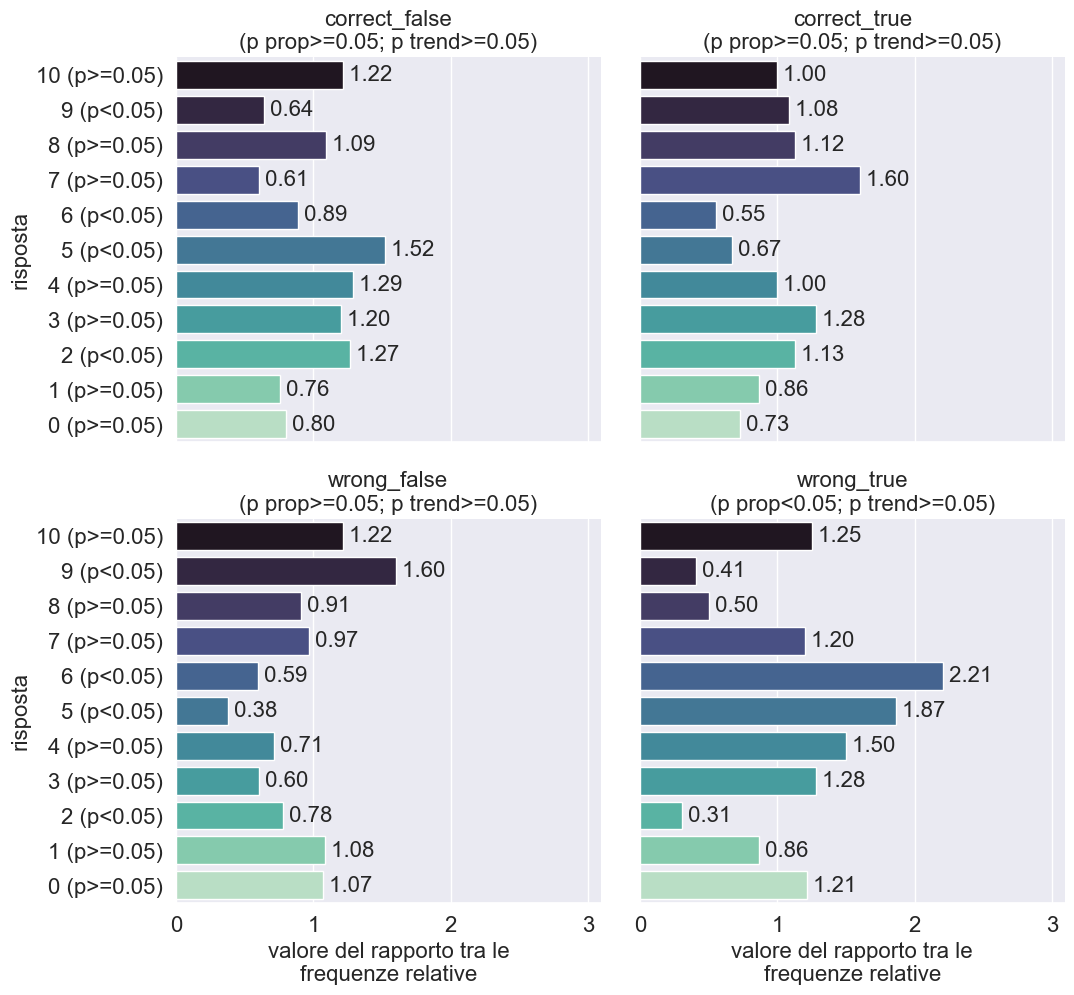 correct_false
(p prop>=0.05; p trend>=0.05)
correct_true
(p prop>=0.05; p trend>=0.05)
risposta
10 (p>=0.05)
1.22
1.00
9 (p<0.05)
0.64
1.08
8 (p>=0.05)
1.09
1.12
7 (p>=0.05)
0.61
1.60
6 (p<0.05)
0.89
0.55
5 (p<0.05)
1.52
0.67
4 (p>=0.05)
1.29
1.00
3 (p>=0.05)
1.20
1.28
2 (p<0.05)
1.27
1.13
1 (p>=0.05)
0.76
0.86
0 (p>=0.05)
0.80
0.73
wrong_false
(p prop>=0.05; p trend>=0.05)
wrong_true
(p prop<0.05; p trend>=0.05)
risposta
10 (p>=0.05)
1.22
1.25
9 (p<0.05)
1.60
0.41
8 (p>=0.05)
0.91
0.50
7 (p>=0.05)
0.97
1.20
6 (p<0.05)
0.59
2.21
5 (p<0.05)
0.38
1.87
4 (p>=0.05)
0.71
1.50
3 (p>=0.05)
0.60
1.28
2 (p<0.05)
0.78
0.31
1 (p>=0.05)
1.08
0.86
0 (p>=0.05)
1.07
1.21
0 1 2 3
0 1 2 3
valore del rapporto tra le
frequenze relative
valore del rapporto tra le
frequenze relative